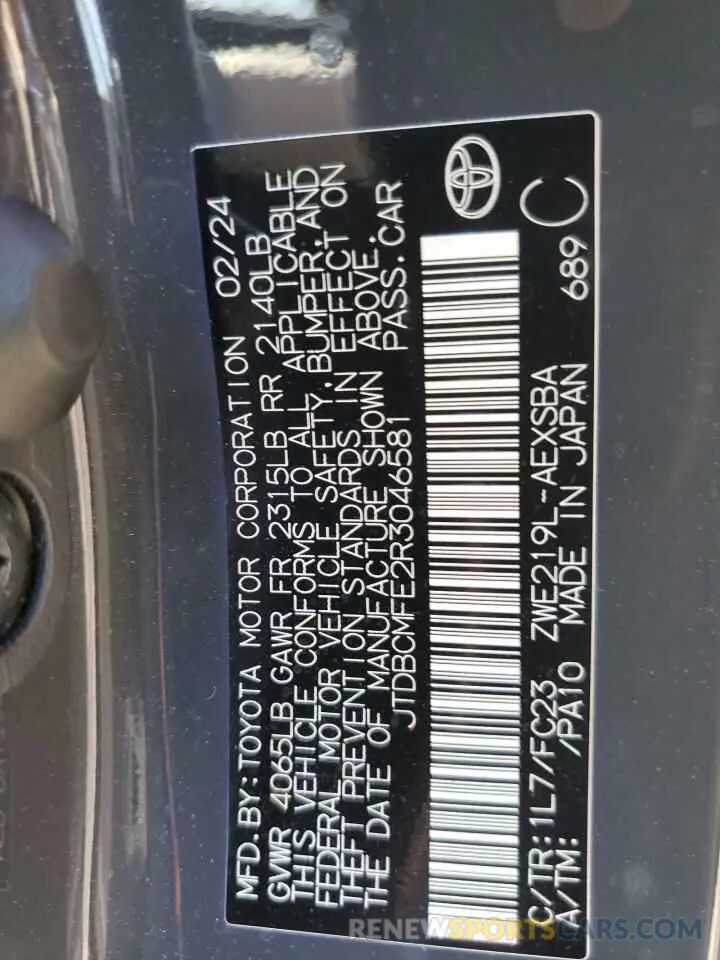 MFD.BY:TOYOTA MOTOR CORPORATION 02/24
GVWR 4065LB GAWR FR 2315LB RR 2140LB
THIS VEHICLE CONFORMS TO ALL APPLICABLE
FEDERAL MOTOR VEHICLE SAFETY,BUMPER,AND
THEFT PREVENTION STANDARDS IN EFFECT ON
THE DATE OF MANUFACTURE SHOWN ABOVE.
JTDBCMFE2R3046581 PASS.CAR
C/TR:1L7/FC23 ZWE219L-AEXSBA
A/TM: /PA10 MADE IN JAPAN 689 C
RENEWSPORTSCARS.COM